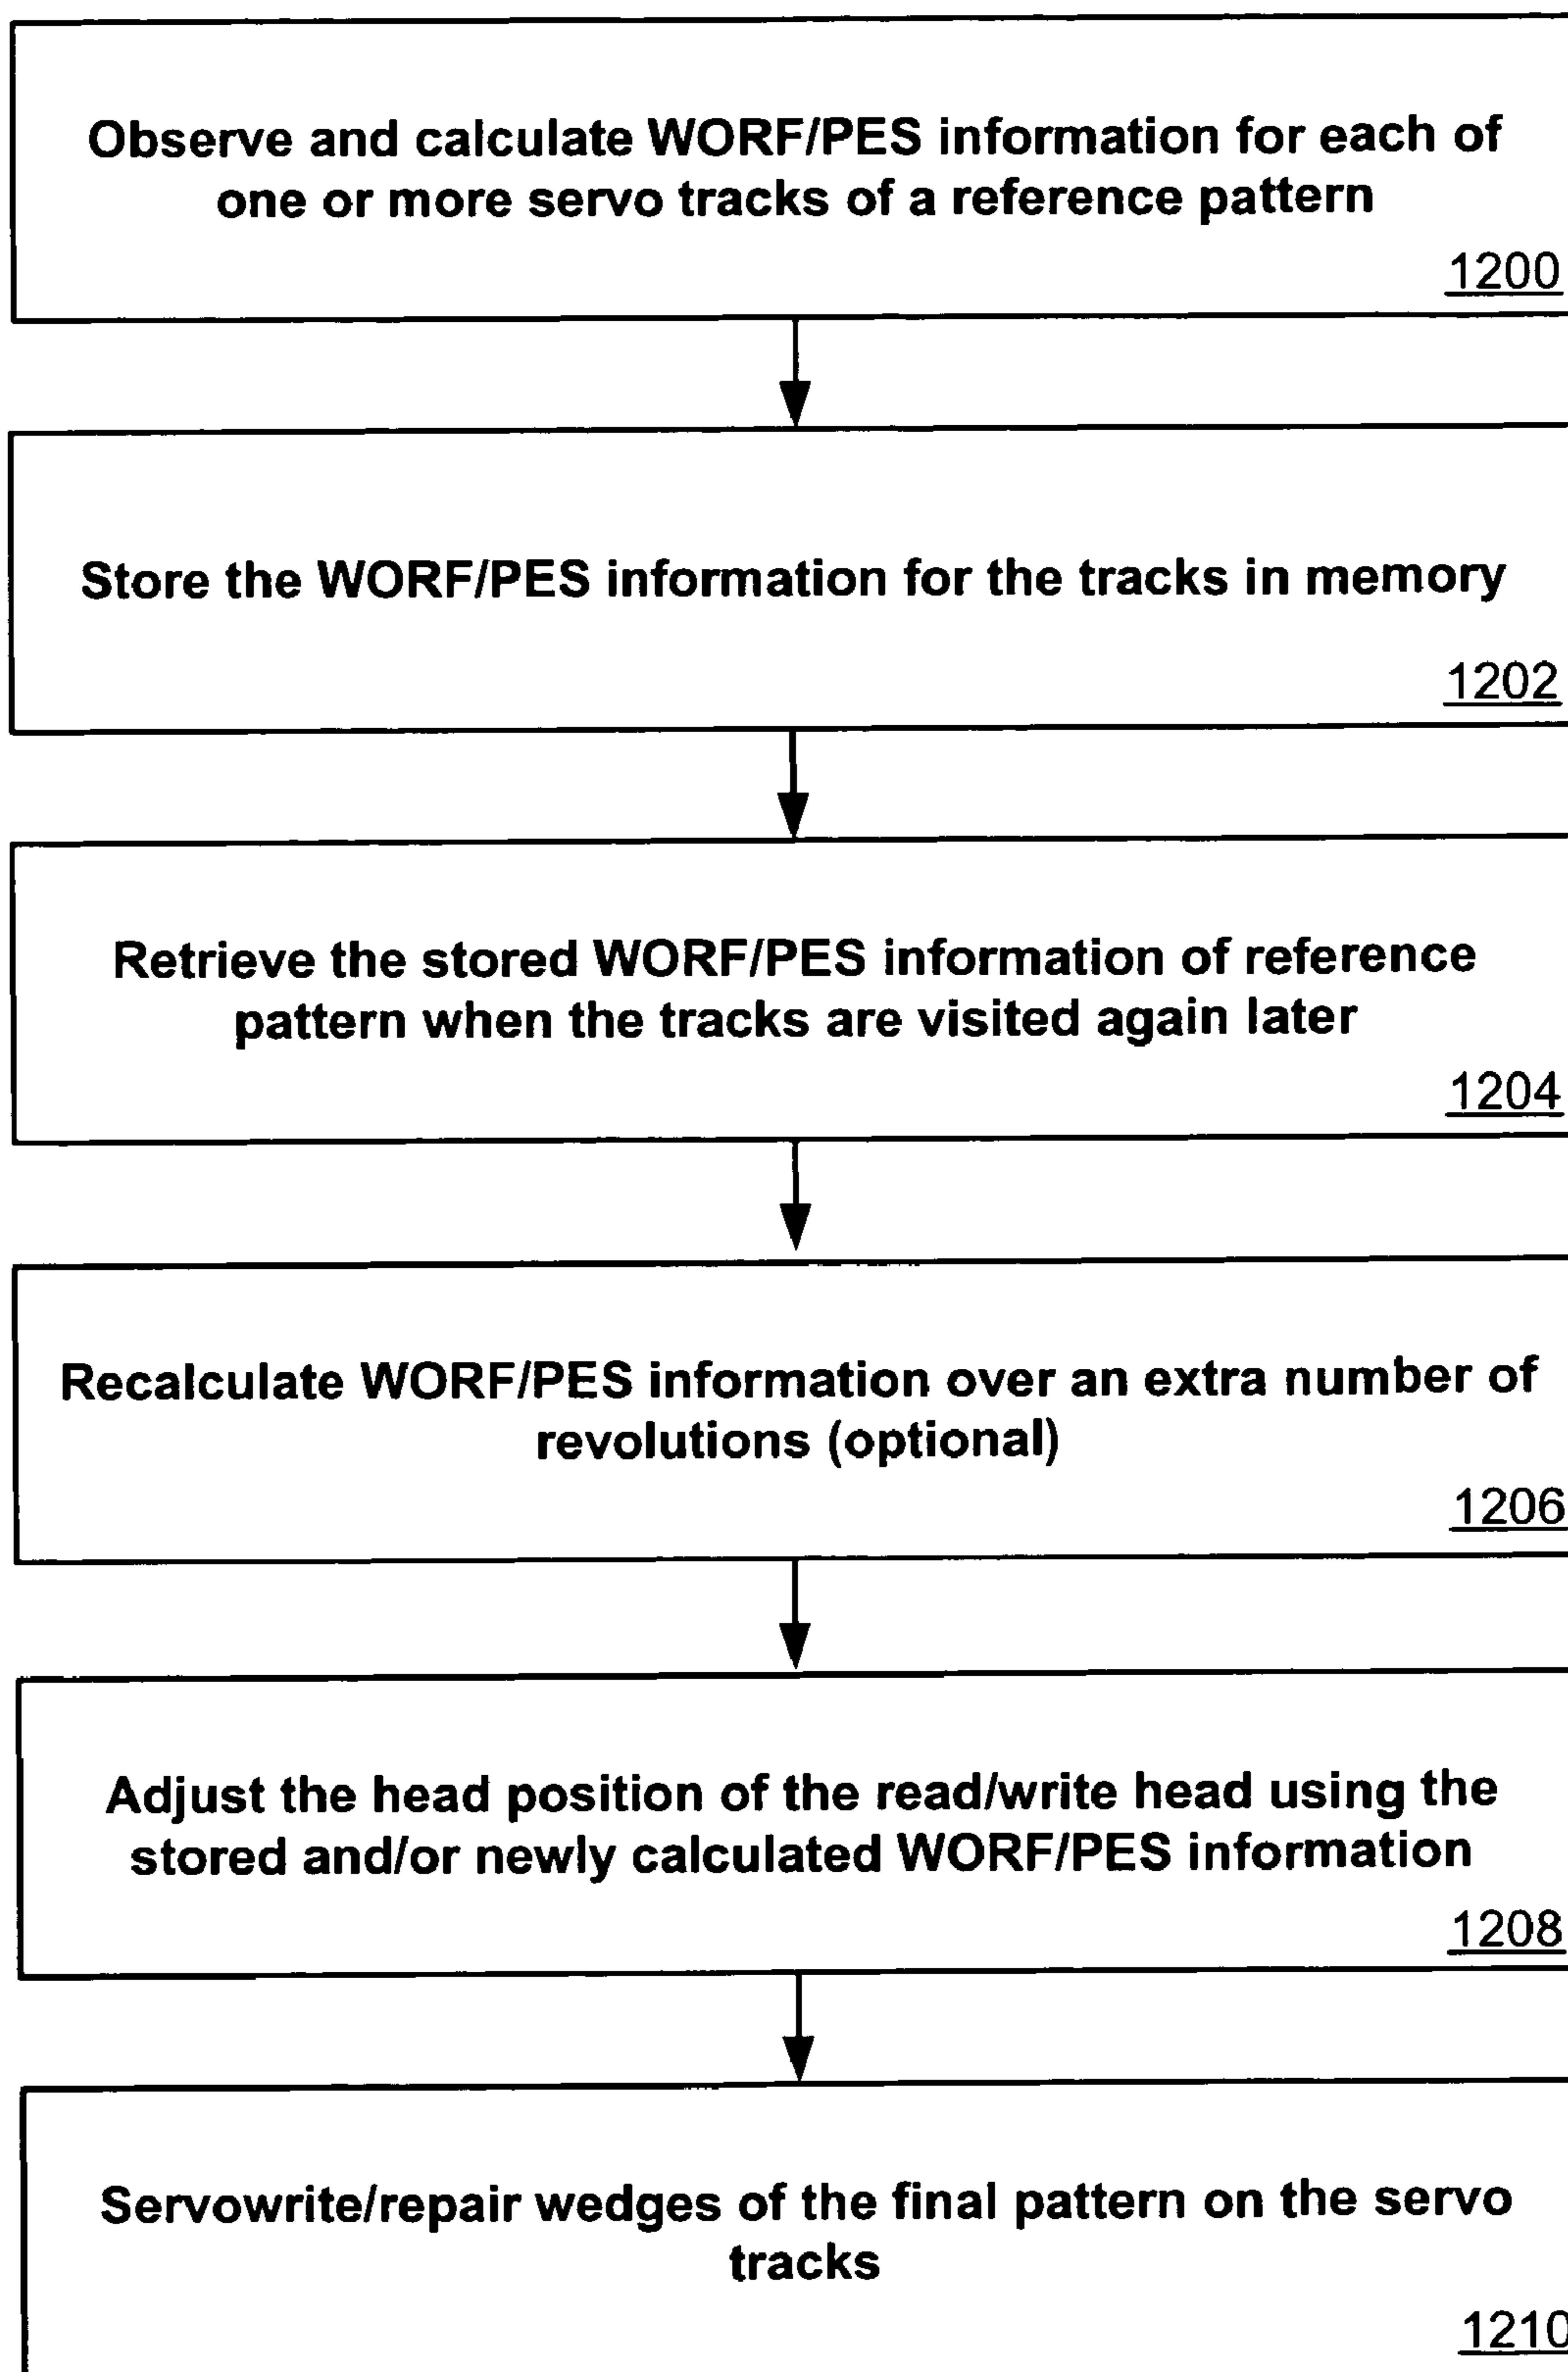 Observe and calculate WORF/PES information for each of
one or more servo tracks of a reference pattern
1200
Store the WORF/PES information for the tracks in memory
1202
Retrieve the stored WORF/PES information of reference
pattern when the tracks are visited again later
1204
Recalculate WORF/PES information over an extra number of
revolutions (optional)
1206
Adjust the head position of the read/write head using the
stored and/or newly calculated WORF/PES information
1208
Servowrite/repair wedges of the final pattern on the servo
tracks
1210